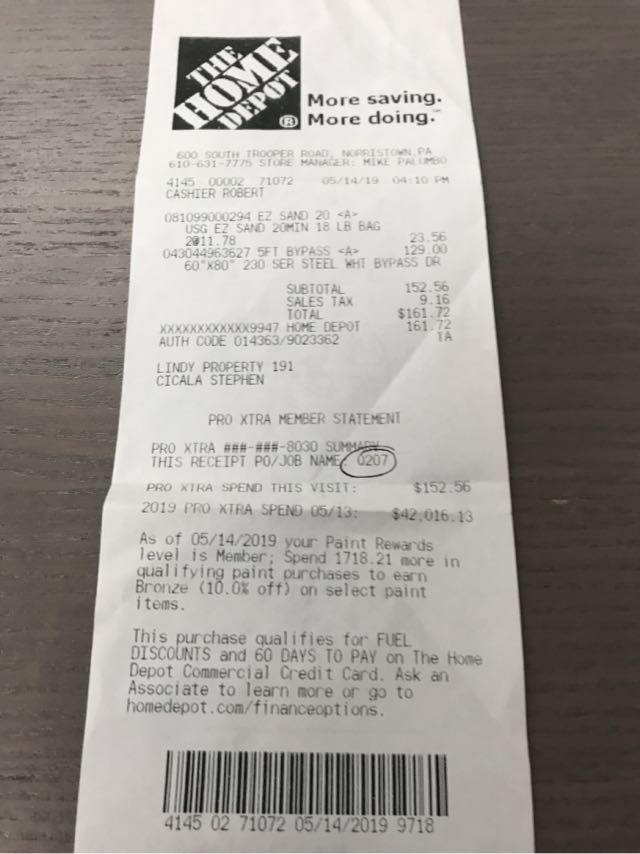 THE
HOME
DEPOT
®
More saving.
More doing.℠
600 SOUTH TROOPER ROAD, NORRISTOWN,PA
610-631-7775 STORE MANAGER: MIKE PALUMBO
4145 00002 71072 05/14/19 04:10 PM
CASHIER ROBERT
081099000294 EZ SAND 20 <A>
USG EZ SAND 20MIN 18 LB BAG
2@11.78 23.56
043044963627 5FT BYPASS <A> 129.00
60"X80" 230 SER STEEL WHT BYPASS DR
SUBTOTAL 152.56
SALES TAX 9.16
TOTAL $161.72
XXXXXXXXXXXX9947 HOME DEPOT 161.72
AUTH CODE 014363/9023362 TA
LINDY PROPERTY 191
CICALA STEPHEN
PRO XTRA MEMBER STATEMENT
PRO XTRA ###-###-8030 SUMMARY
THIS RECEIPT PO/JOB NAME: 0207
PRO XTRA SPEND THIS VISIT: $152.56
2019 PRO XTRA SPEND 05/13: $42,016.13
As of 05/14/2019 your Paint Rewards
level is Member; Spend 1718.21 more in
qualifying paint purchases to earn
Bronze (10.0% off) on select paint
items.
This purchase qualifies for FUEL
DISCOUNTS and 60 DAYS TO PAY on The Home
Depot Commercial Credit Card. Ask an
Associate to learn more or go to
homedepot.com/financeoptions.
4145 02 71072 05/14/2019 9718